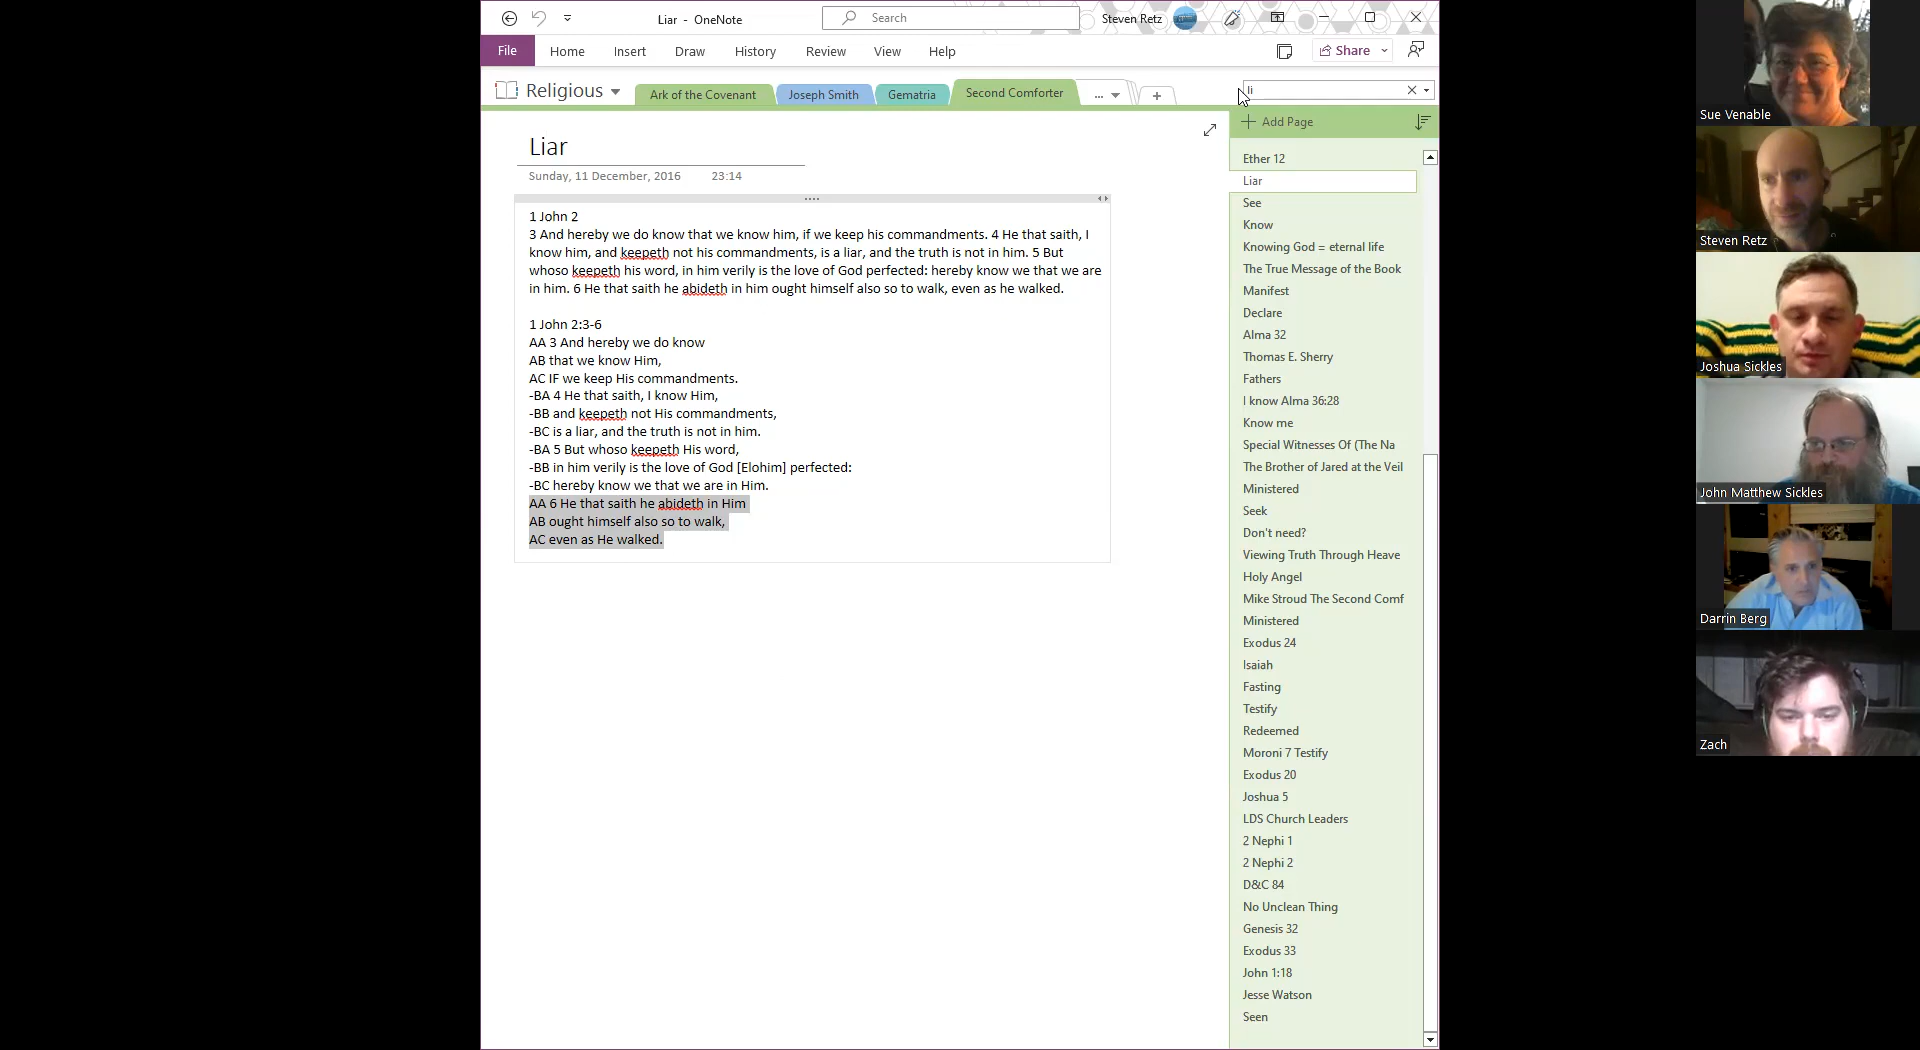 Liar - OneNote
Search
Steven Retz
File
Home
Insert
Draw
History
Review
View
Help
Share
Religious
Ark of the Covenant
Joseph Smith
Gematria
Second Comforter
...
li
Add Page
Liar
Sunday, 11 December, 2016 23:14
1 John 2
3 And hereby we do know that we know him, if we keep his commandments. 4 He that saith, I
know him, and keepeth not his commandments, is a liar, and the truth is not in him. 5 But
whoso keepeth his word, in him verily is the love of God perfected: hereby know we that we are
in him. 6 He that saith he abideth in him ought himself also so to walk, even as he walked.
1 John 2:3-6
AA 3 And hereby we do know
AB that we know Him,
AC IF we keep His commandments.
-BA 4 He that saith, I know Him,
-BB and keepeth not His commandments,
-BC is a liar, and the truth is not in him.
-BA 5 But whoso keepeth His word,
-BB in him verily is the love of God [Elohim] perfected:
-BC hereby know we that we are in Him.
AA 6 He that saith he abideth in Him
AB ought himself also so to walk,
AC even as He walked.
Ether 12
Liar
See
Know
Knowing God = eternal life
The True Message of the Book
Manifest
Declare
Alma 32
Thomas E. Sherry
Fathers
I know Alma 36:28
Know me
Special Witnesses Of (The Na
The Brother of Jared at the Veil
Ministered
Seek
Don't need?
Viewing Truth Through Heave
Holy Angel
Mike Stroud The Second Comf
Ministered
Exodus 24
Isaiah
Fasting
Testify
Redeemed
Moroni 7 Testify
Exodus 20
Joshua 5
LDS Church Leaders
2 Nephi 1
2 Nephi 2
D&C 84
No Unclean Thing
Genesis 32
Exodus 33
John 1:18
Jesse Watson
Seen
Sue Venable
Steven Retz
Joshua Sickles
John Matthew Sickles
Darrin Berg
Zach